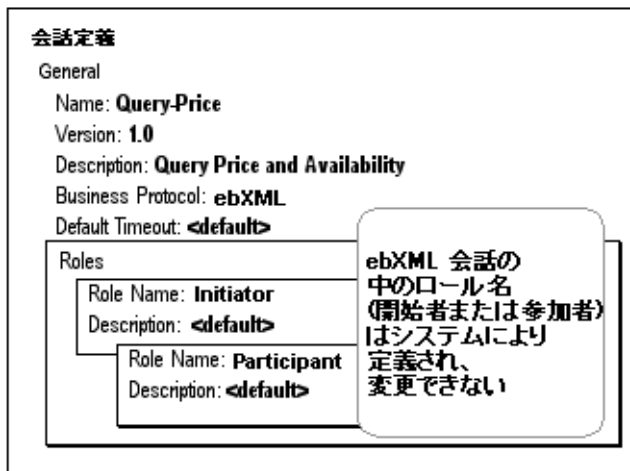 会話定義
General
Name: Query-Price
Version: 1.0
Description: Query Price and Availability
Business Protocol: ebXML
Default Timeout: <default>
Roles
Role Name: Initiator
Description: <default>
Role Name: Participant
Description: <default>
ebXML 会話の
中のロール名
(開始者または参加者)
はシステムにより
定義され、
変更できない